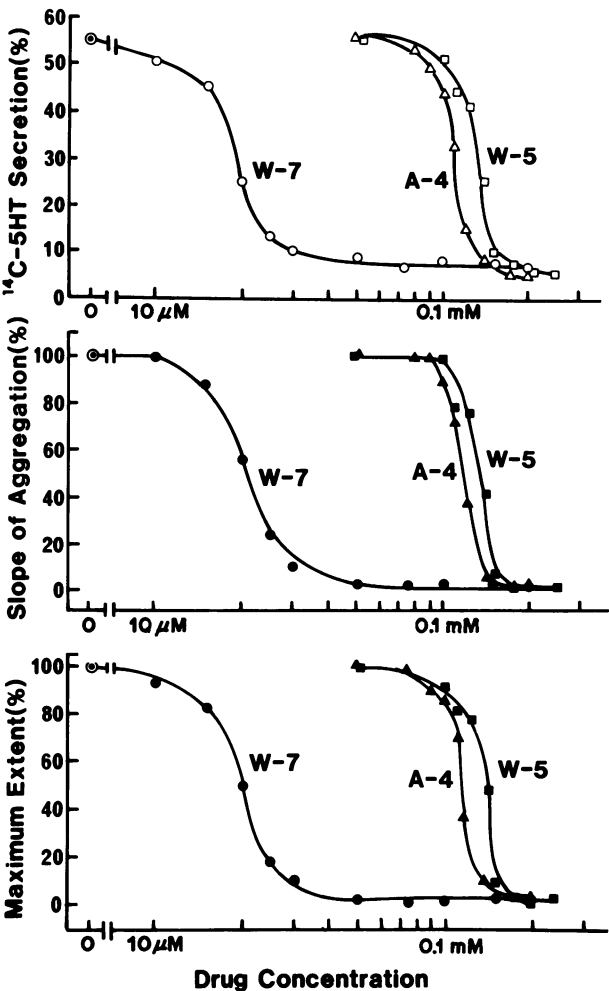 ¹⁴C-5HT Secretion(%)
60
50
40
30
20
10
0
W-7
A-4
W-5
0 10 μM 0.1 mM
Slope of Aggregation(%)
100
80
60
40
20
0
W-7
A-4
W-5
0 10 μM 0.1 mM
Maximum Extent(%)
100
80
60
40
20
0
W-7
A-4
W-5
0 10 μM 0.1 mM
Drug Concentration